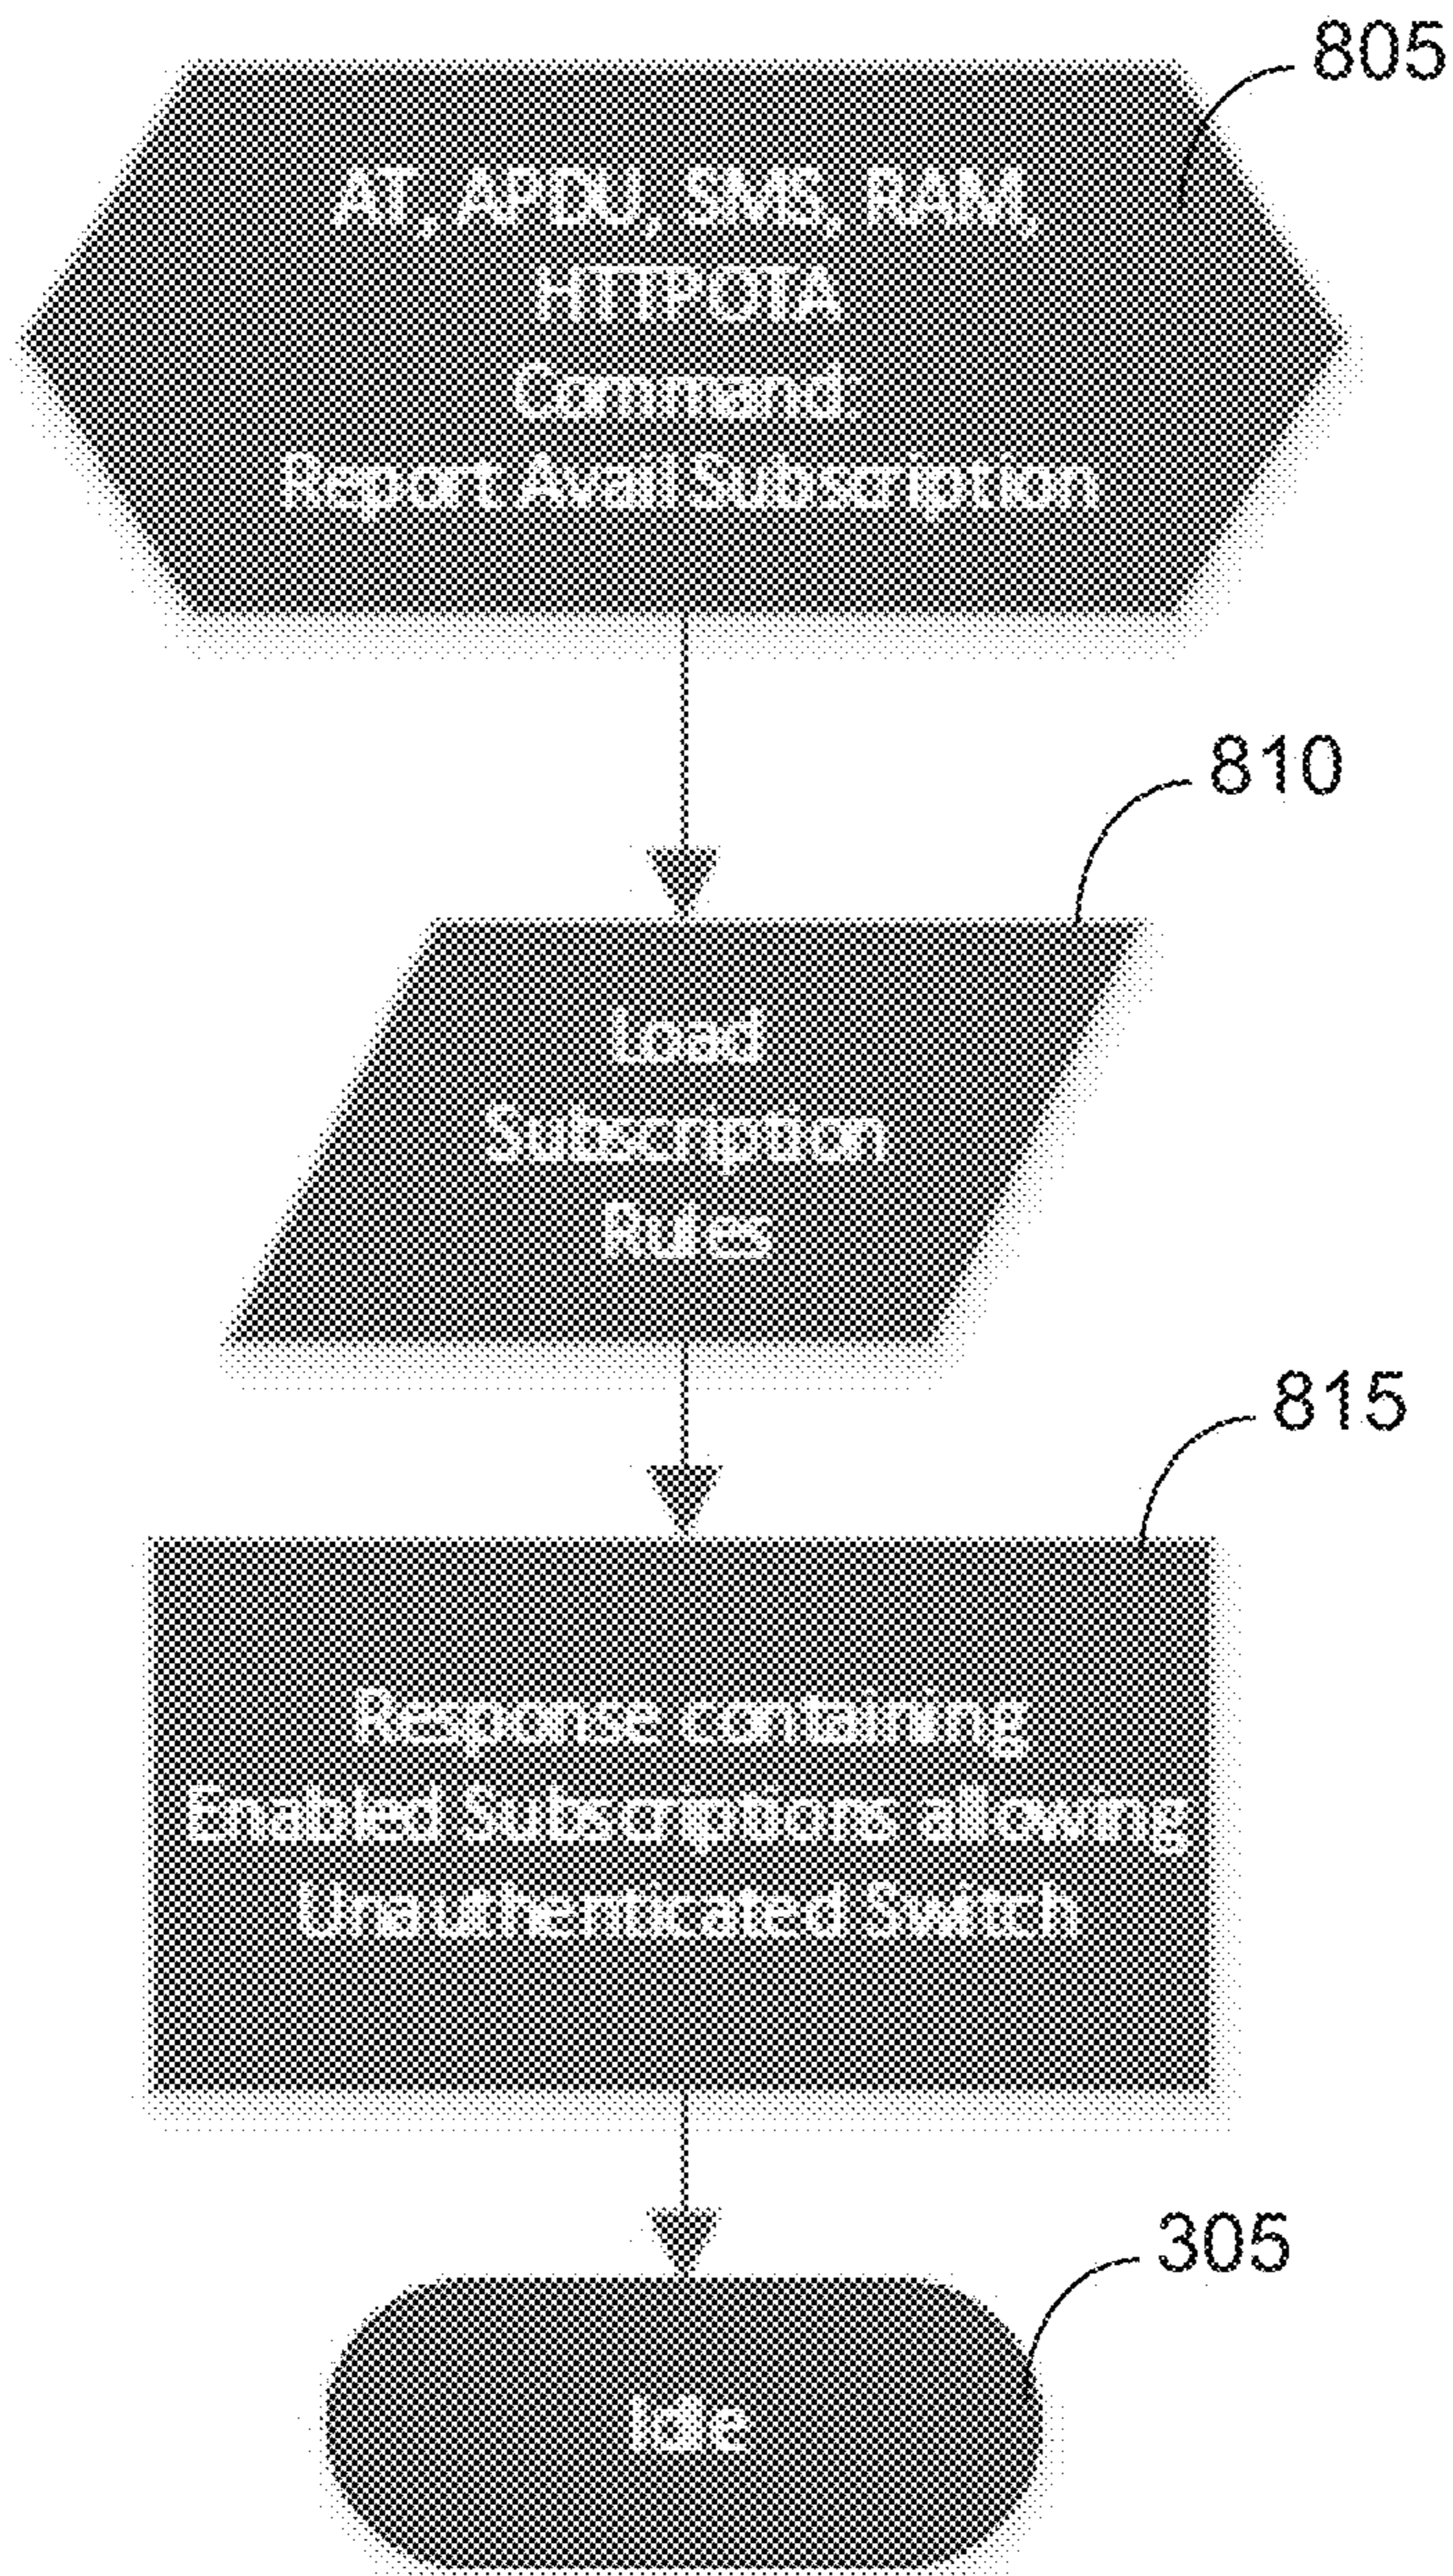 805
AT, APDU, SMS, RAM,
HTTPOTA
Command:
Report Avail Subscription
810
Load
Subscription
Rules
815
Response containing
Enabled Subscriptions allowing
Unauthenticated Switch
305
Idle